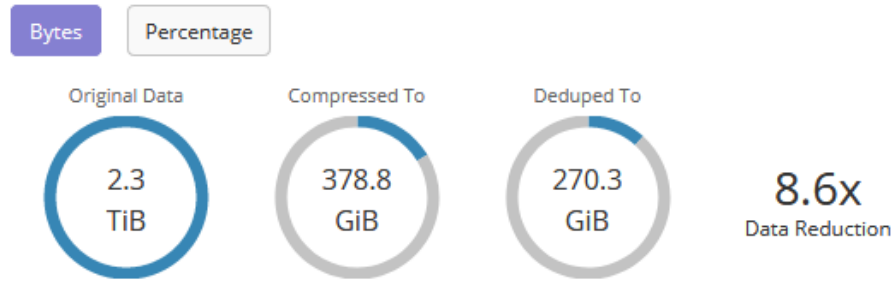 Bytes
Percentage
Original Data
Compressed To
Deduped To
2.3
TiB
378.8
GiB
270.3
GiB
8.6x
Data Reduction